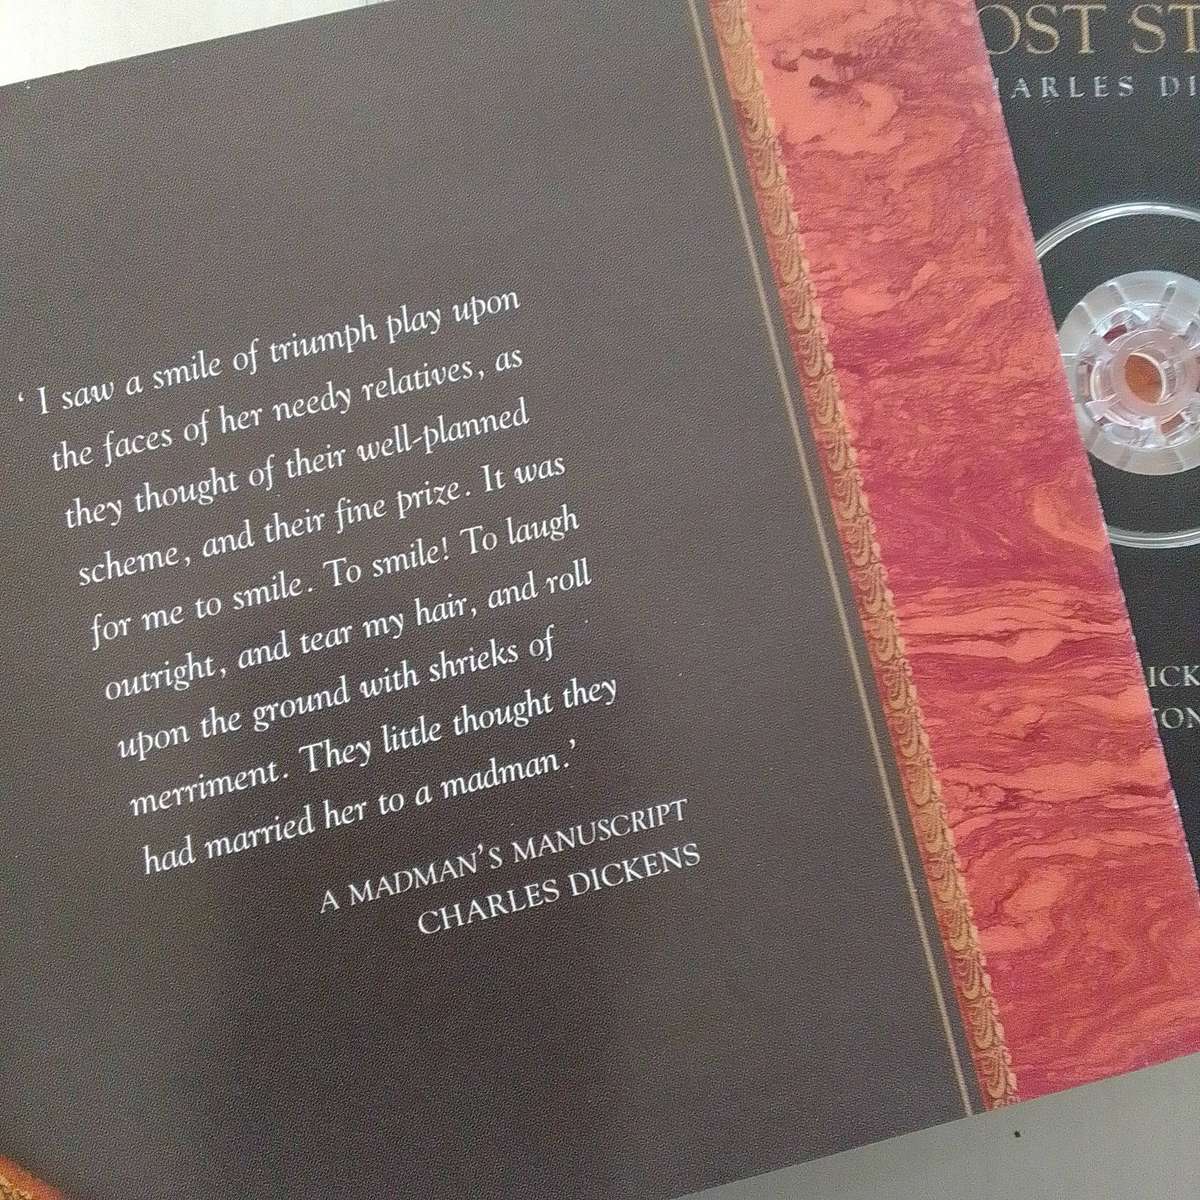 ‘ I saw a smile of triumph play upon
the faces of her needy relatives, as
they thought of their well-planned
scheme, and their fine prize. It was
for me to smile. To smile! To laugh
outright, and tear my hair, and roll
upon the ground with shrieks of
merriment. They little thought they
had married her to a madman.’
A MADMAN’S MANUSCRIPT
CHARLES DICKENS
OST ST
ARLES DI
ICK
TON